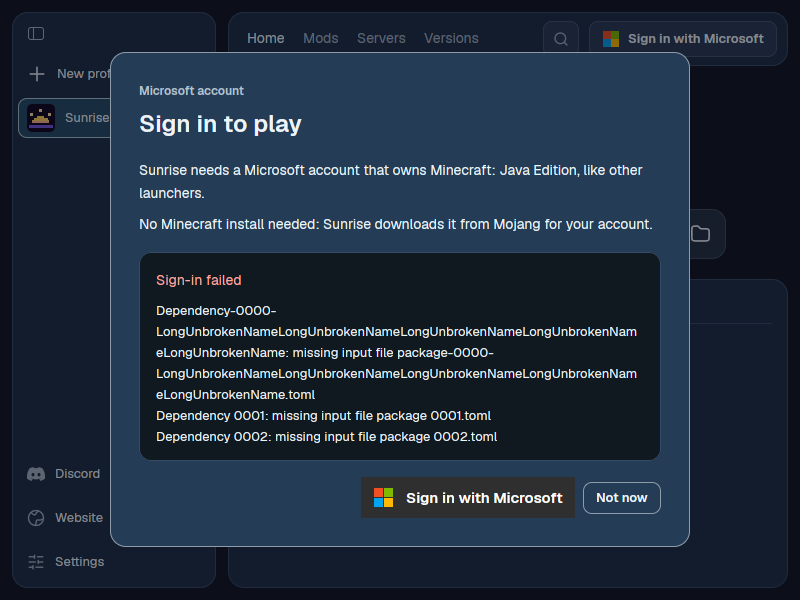 Home
Mods
Servers
Versions
Sign in with Microsoft
New prof
Sunrise
Microsoft account
Sign in to play
Sunrise needs a Microsoft account that owns Minecraft: Java Edition, like other
launchers.
No Minecraft install needed: Sunrise downloads it from Mojang for your account.
Sign-in failed
Dependency-0000-
LongUnbrokenNameLongUnbrokenNameLongUnbrokenNameLongUnbrokenNam
eLongUnbrokenName: missing input file package-0000-
LongUnbrokenNameLongUnbrokenNameLongUnbrokenNameLongUnbrokenNam
eLongUnbrokenName.toml
Dependency 0001: missing input file package 0001.toml
Dependency 0002: missing input file package 0002.toml
Sign in with Microsoft
Not now
Discord
Website
Settings